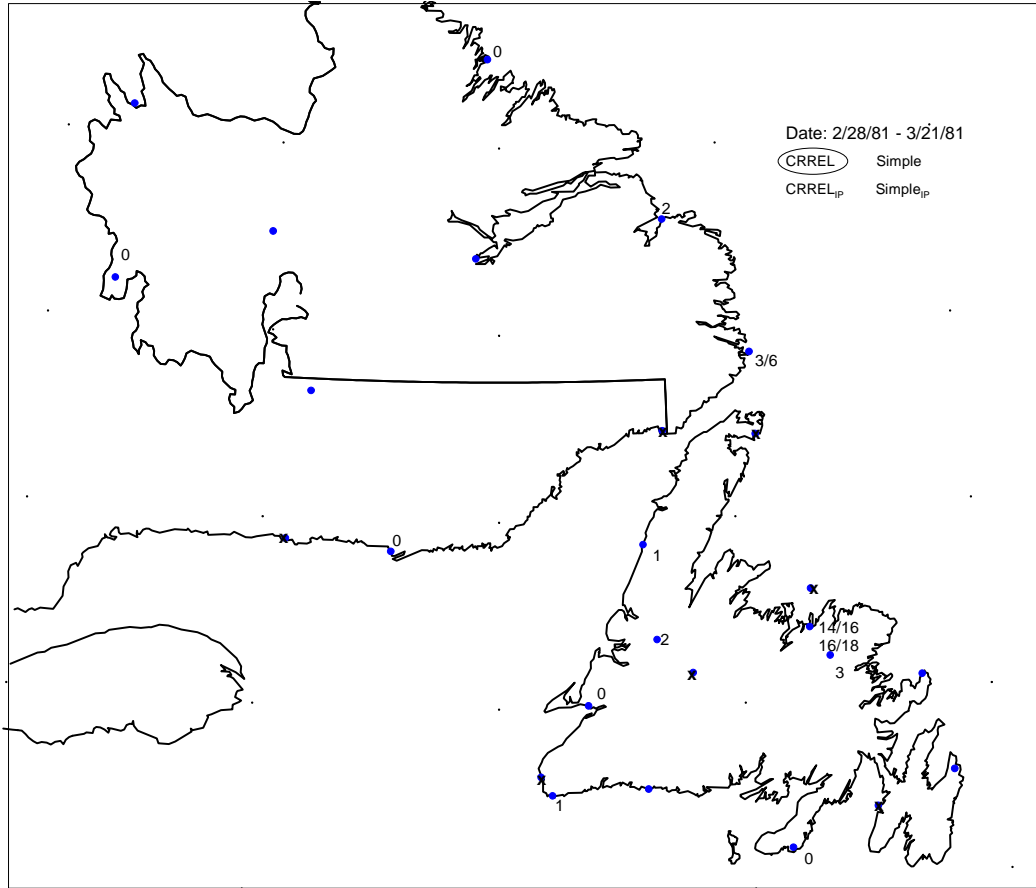 0
Date: 2/28/81 - 3/21/81
CRREL Simple
CRREL_IP Simple_IP
2
0
3/6
x
x
x
0
1
x
14/16
16/18
2
3
x
0
x
1
x
0